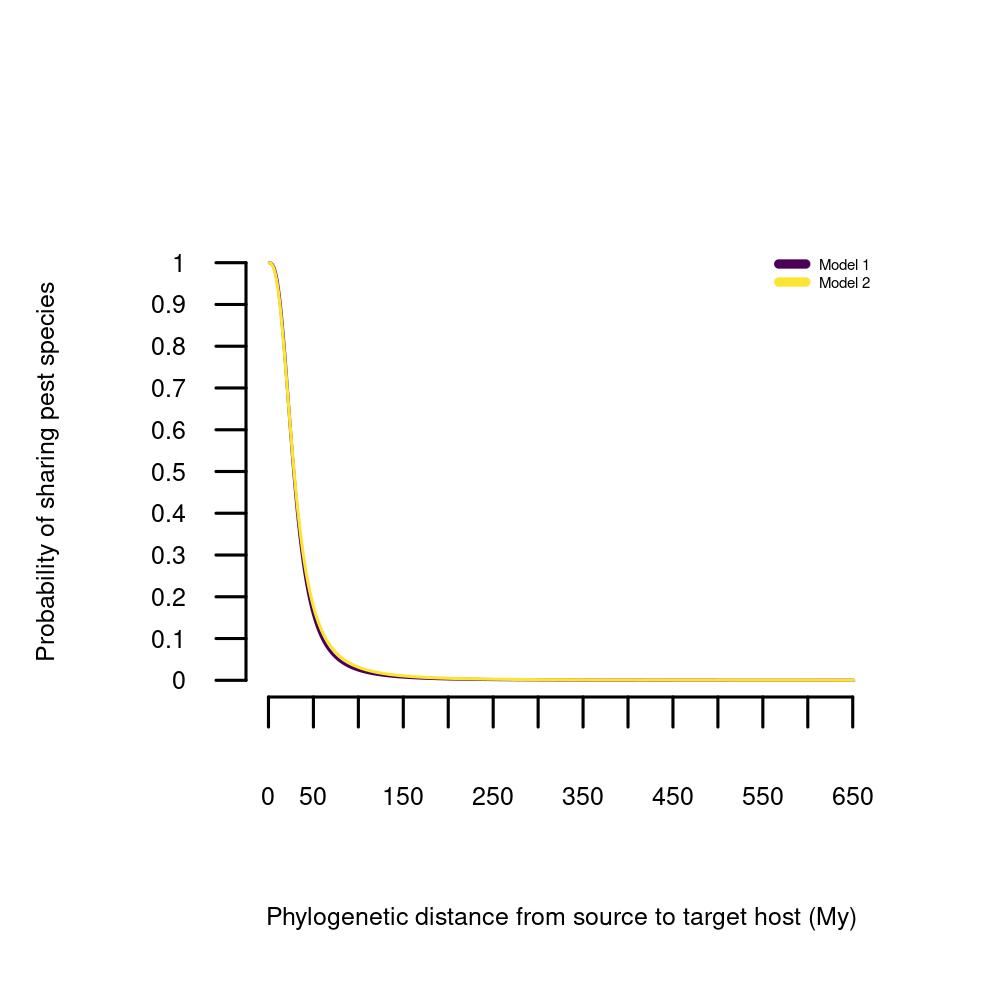 Model 1
Model 2
Probability of sharing pest species
1
0.9
0.8
0.7
0.6
0.5
0.4
0.3
0.2
0.1
0
0 50 150 250 350 450 550 650
Phylogenetic distance from source to target host (My)